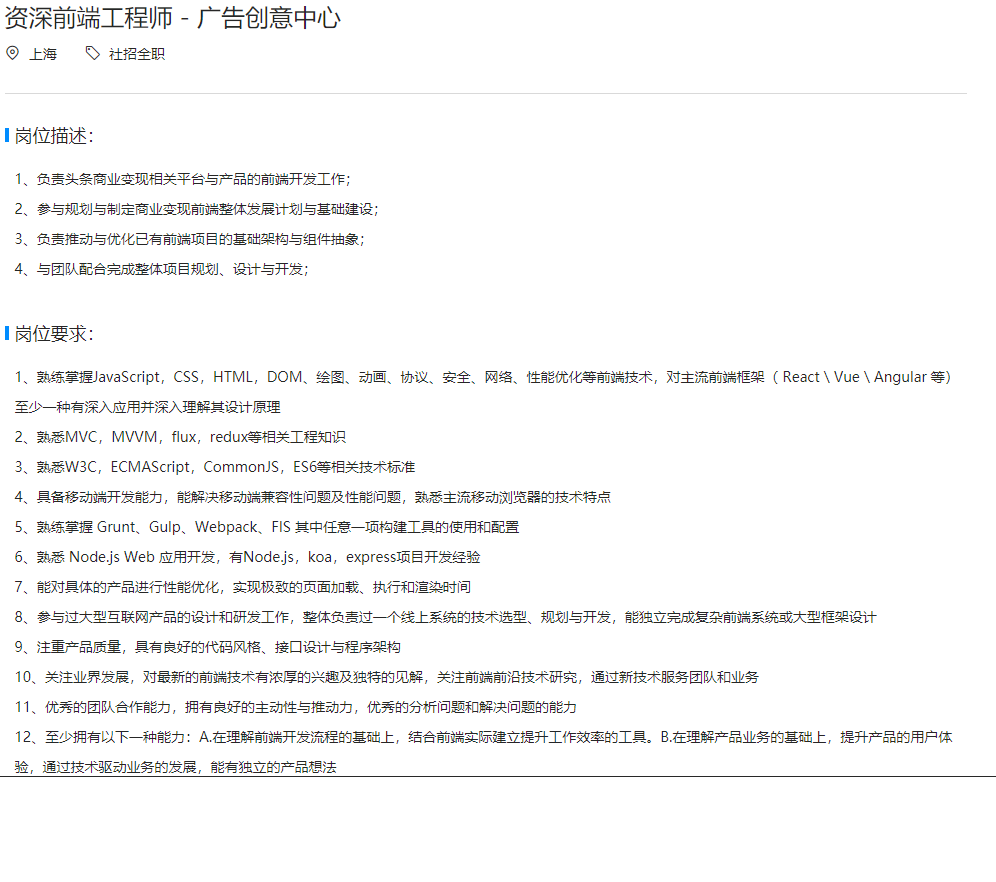 资深前端工程师 - 广告创意中心
上海 社招全职
岗位描述：
1、负责头条商业变现相关平台与产品的前端开发工作；
2、参与规划与制定商业变现前端整体发展计划与基础建设；
3、负责推动与优化已有前端项目的基础架构与组件抽象；
4、与团队配合完成整体项目规划、设计与开发；
岗位要求：
1、熟练掌握JavaScript，CSS，HTML，DOM、绘图、动画、协议、安全、网络、性能优化等前端技术，对主流前端框架（ React \ Vue \ Angular 等）
至少一种有深入应用并深入理解其设计原理
2、熟悉MVC，MVVM，flux，redux等相关工程知识
3、熟悉W3C，ECMAScript，CommonJS，ES6等相关技术标准
4、具备移动端开发能力，能解决移动端兼容性问题及性能问题，熟悉主流移动浏览器的技术特点
5、熟练掌握 Grunt、Gulp、Webpack、FIS 其中任意一项构建工具的使用和配置
6、熟悉 Node.js Web 应用开发，有Node.js，koa，express项目开发经验
7、能对具体的产品进行性能优化，实现极致的页面加载、执行和渲染时间
8、参与过大型互联网产品的设计和研发工作，整体负责过一个线上系统的技术选型、规划与开发，能独立完成复杂前端系统或大型框架设计
9、注重产品质量，具有良好的代码风格、接口设计与程序架构
10、关注业界发展，对最新的前端技术有浓厚的兴趣及独特的见解，关注前端前沿技术研究，通过新技术服务团队和业务
11、优秀的团队合作能力，拥有良好的主动性与推动力，优秀的分析问题和解决问题的能力
12、至少拥有以下一种能力：A.在理解前端开发流程的基础上，结合前端实际建立提升工作效率的工具。B.在理解产品业务的基础上，提升产品的用户体
验，通过技术驱动业务的发展，能有独立的产品想法